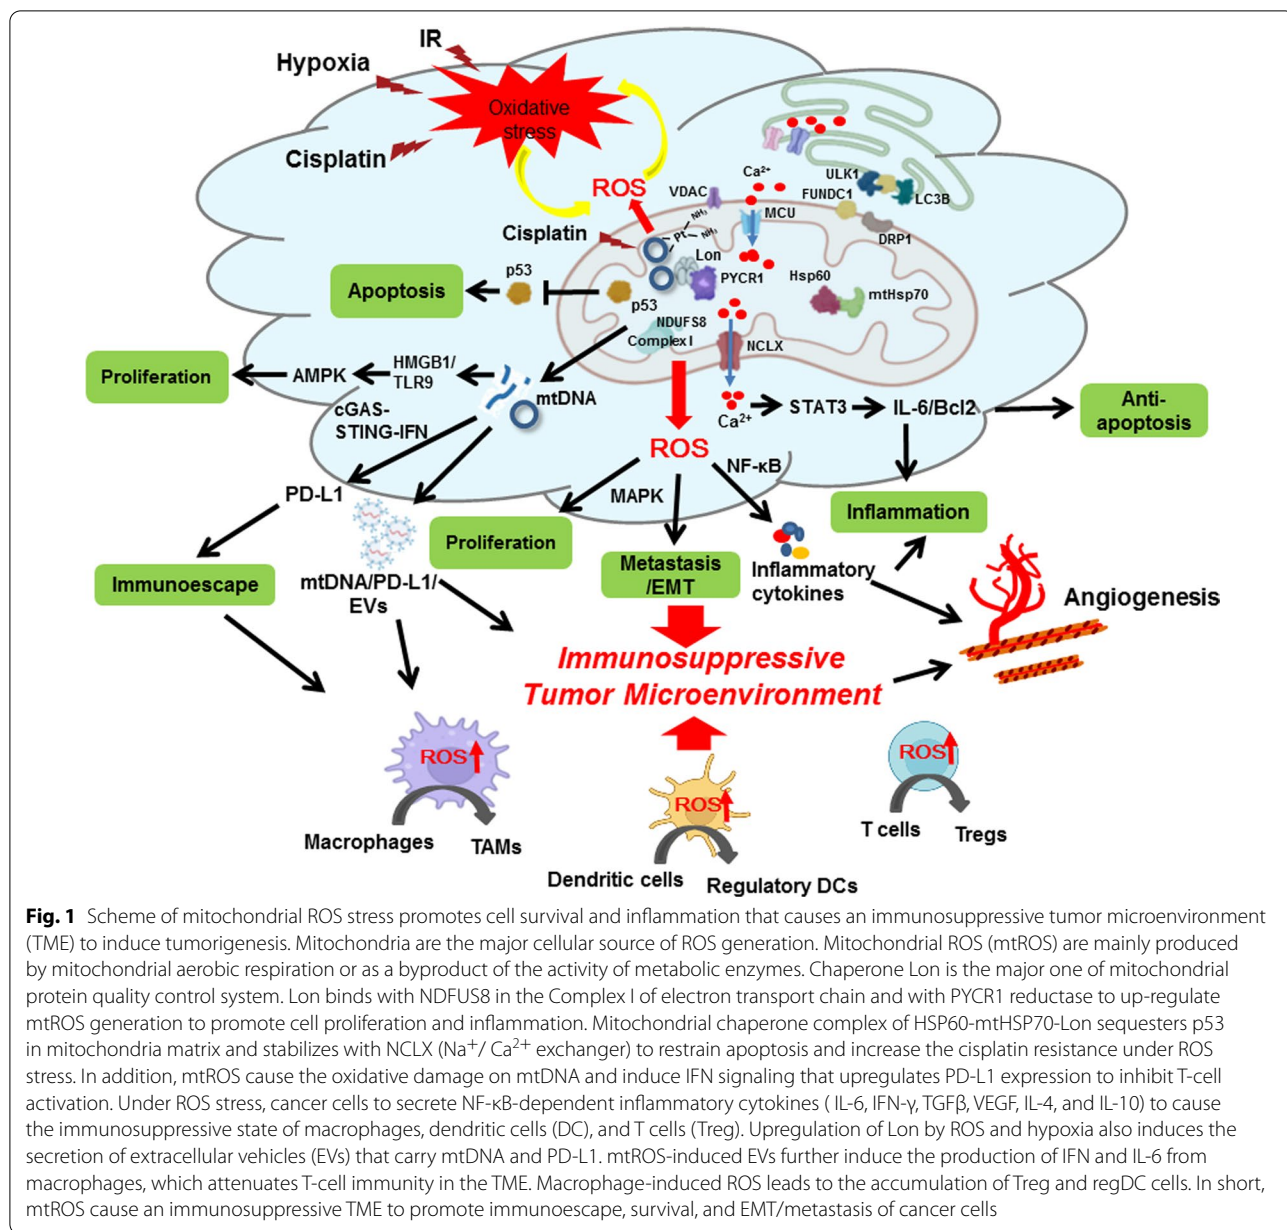 IR
Hypoxia
Oxidative
stress
Cisplatin
ROS
Cisplatin
NH₃
Pt
NH₃
VDAC
Ca²⁺
MCU
ULK1
FUNDC1
LC3B
DRP1
Lon
PYCR1
Hsp60
mtHsp70
p53
Apoptosis
p53
NDUFS8
Complex I
NCLX
Proliferation
AMPK
HMGB1/
TLR9
mtDNA
cGAS-
STING-IFN
Ca²⁺
STAT3
IL-6/Bcl2
Anti-
apoptosis
ROS
NF-κB
MAPK
PD-L1
Proliferation
Inflammation
Immunoescape
mtDNA/PD-L1/
EVs
Metastasis
/EMT
Inflammatory
cytokines
Angiogenesis
Immunosuppressive
Tumor Microenvironment
ROS
Macrophages
TAMs
ROS
Dendritic cells
Regulatory DCs
ROS
T cells
Tregs
Fig. 1 Scheme of mitochondrial ROS stress promotes cell survival and inflammation that causes an immunosuppressive tumor microenvironment
(TME) to induce tumorigenesis. Mitochondria are the major cellular source of ROS generation. Mitochondrial ROS (mtROS) are mainly produced
by mitochondrial aerobic respiration or as a byproduct of the activity of metabolic enzymes. Chaperone Lon is the major one of mitochondrial
protein quality control system. Lon binds with NDFUS8 in the Complex I of electron transport chain and with PYCR1 reductase to up-regulate
mtROS generation to promote cell proliferation and inflammation. Mitochondrial chaperone complex of HSP60-mtHSP70-Lon sequesters p53
in mitochondria matrix and stabilizes with NCLX (Na⁺/ Ca²⁺ exchanger) to restrain apoptosis and increase the cisplatin resistance under ROS
stress. In addition, mtROS cause the oxidative damage on mtDNA and induce IFN signaling that upregulates PD-L1 expression to inhibit T-cell
activation. Under ROS stress, cancer cells to secrete NF-κB-dependent inflammatory cytokines ( IL-6, IFN-γ, TGFβ, VEGF, IL-4, and IL-10) to cause
the immunosuppressive state of macrophages, dendritic cells (DC), and T cells (Treg). Upregulation of Lon by ROS and hypoxia also induces the
secretion of extracellular vehicles (EVs) that carry mtDNA and PD-L1. mtROS-induced EVs further induce the production of IFN and IL-6 from
macrophages, which attenuates T-cell immunity in the TME. Macrophage-induced ROS leads to the accumulation of Treg and regDC cells. In short,
mtROS cause an immunosuppressive TME to promote immunoescape, survival, and EMT/metastasis of cancer cells